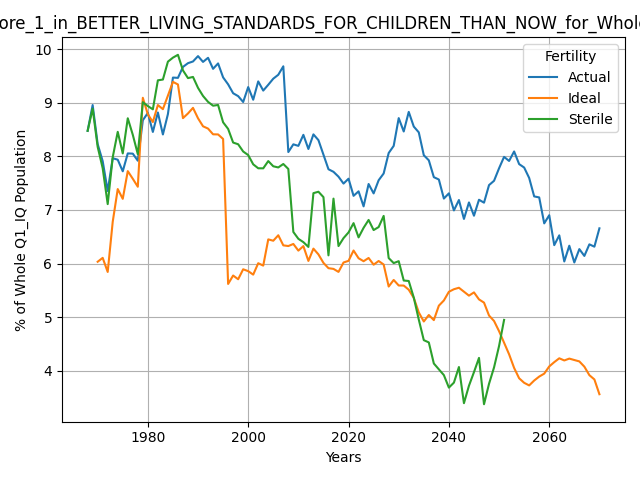 ore_1_in_BETTER_LIVING_STANDARDS_FOR_CHILDREN_THAN_NOW_for_Whole
10
9
8
7
6
5
4
% of Whole Q1_IQ Population
Fertility
Actual
Ideal
Sterile
1980
2000
2020
2040
2060
Years